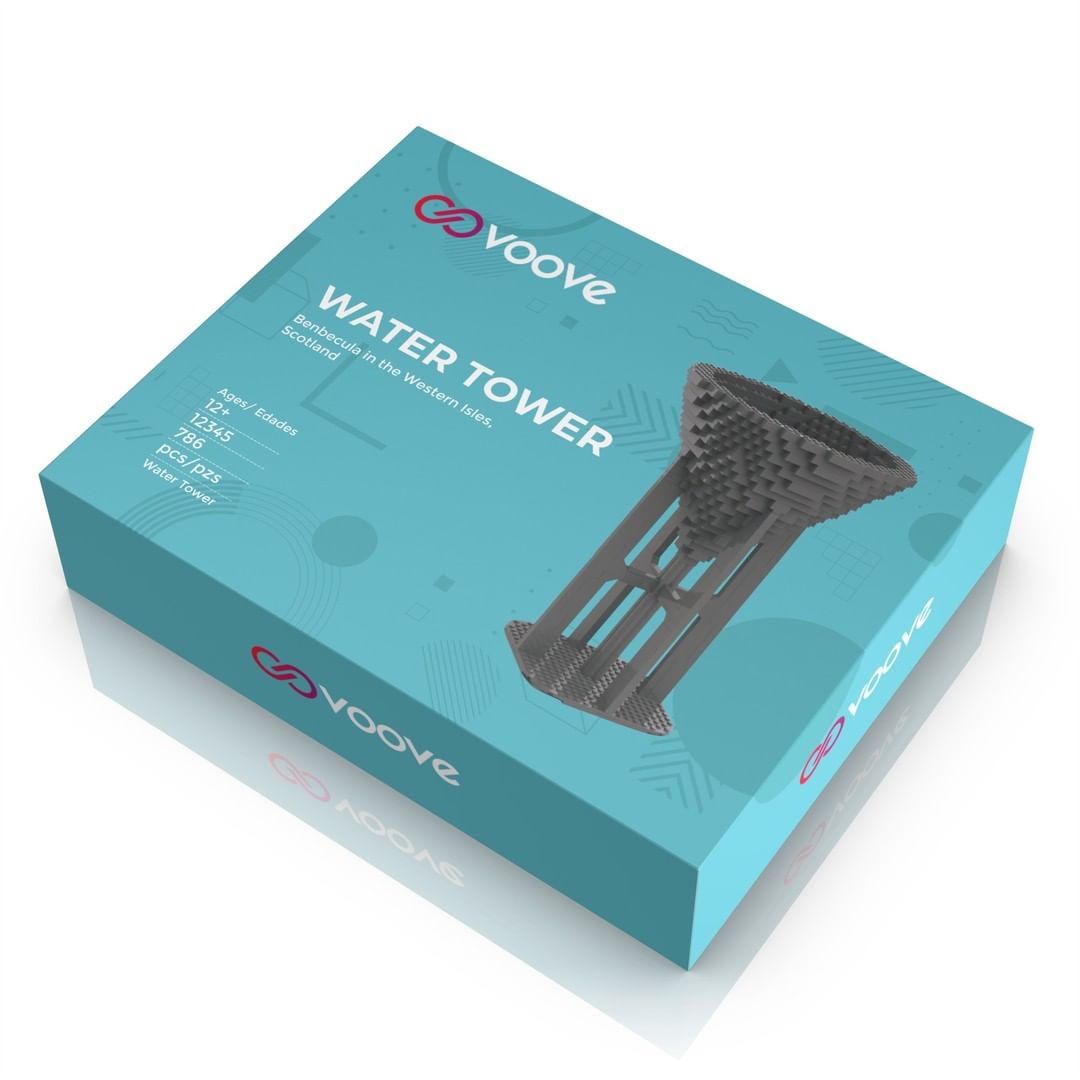 voove
WATER TOWER
Benbecula in the Western Isles,
Scotland
Ages/ Edades
12+
12345
786
pcs/pzs
Water Tower
voove
voove